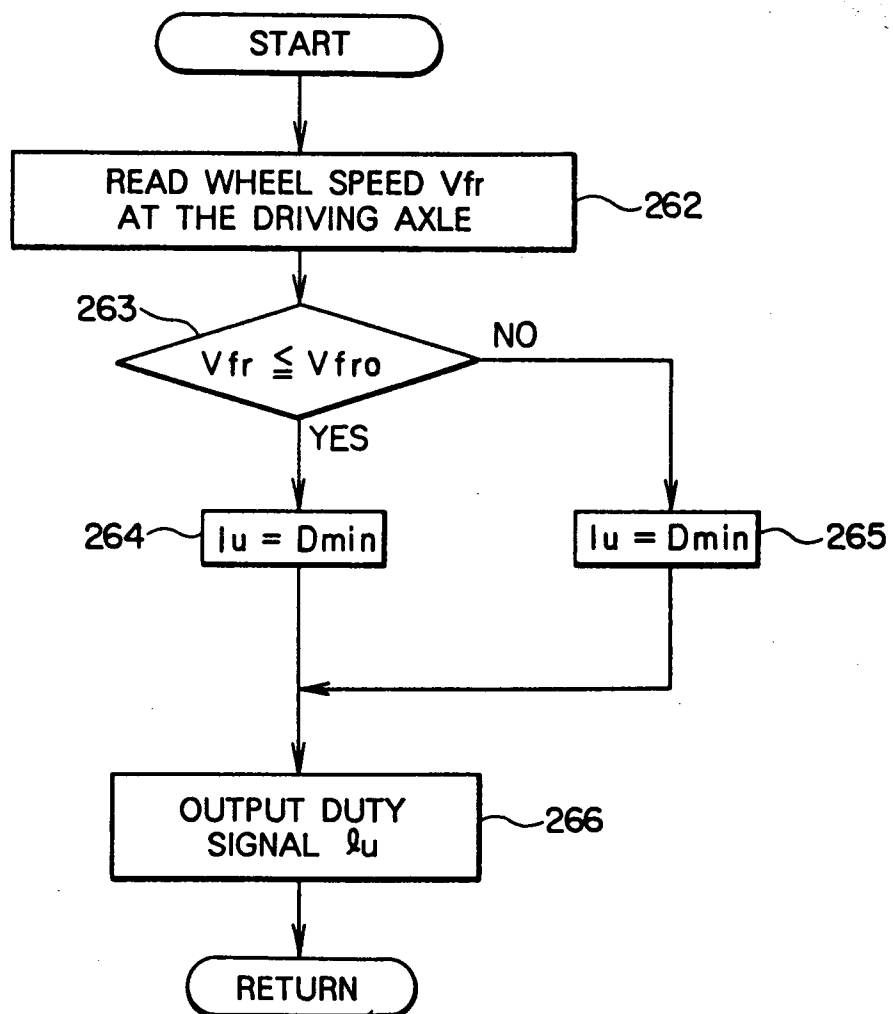 START
READ WHEEL SPEED Vfr
AT THE DRIVING AXLE
262
263
Vfr ≦ Vfro
NO
YES
264
lu = Dmin
lu = Dmin
265
OUTPUT DUTY
SIGNAL ℓu
266
RETURN